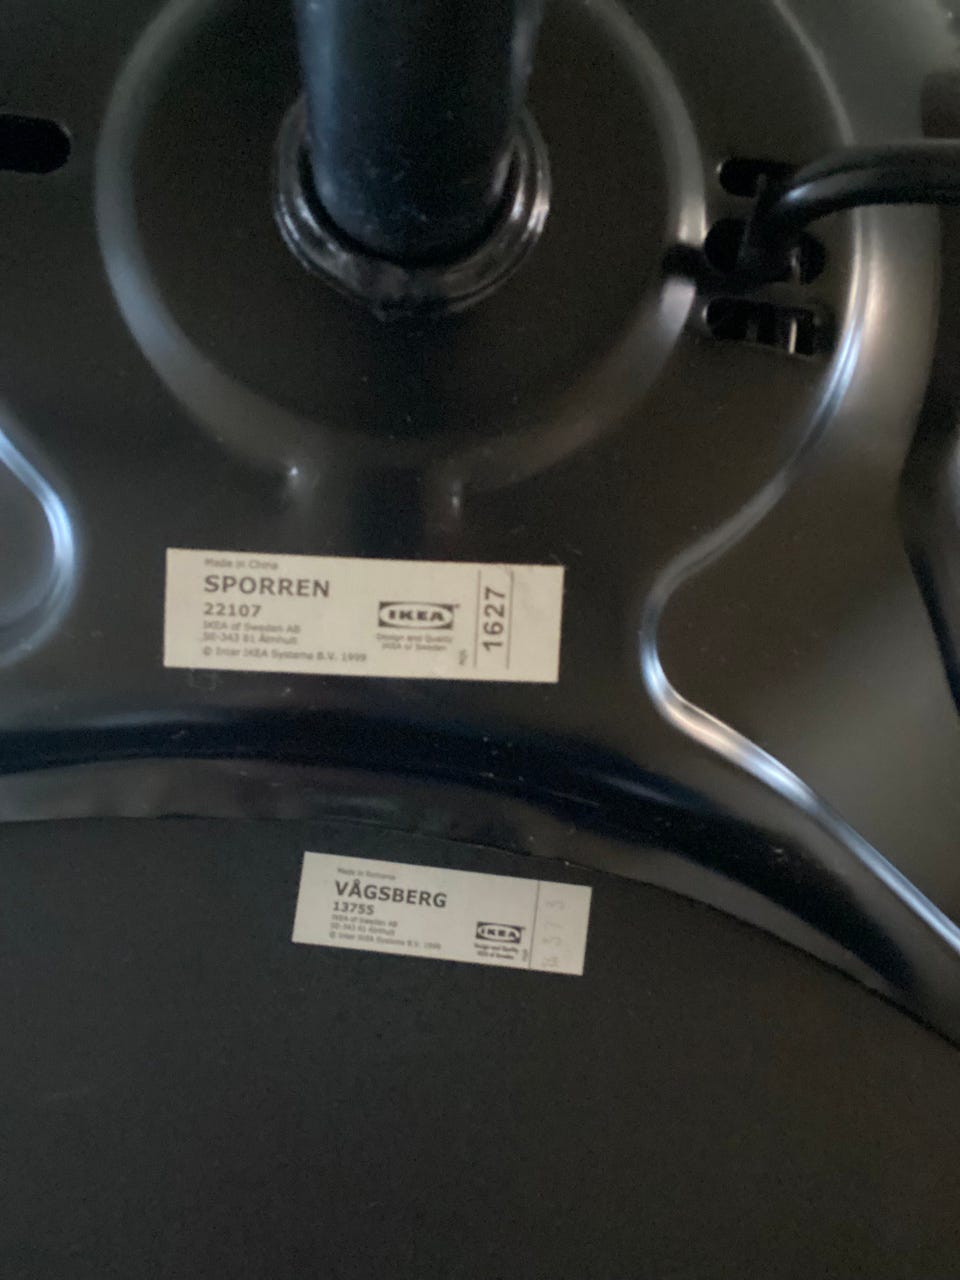 Made in China
SPORREN
22107
IKEA of Sweden AB
SE-343 81 Älmhult
© Inter IKEA Systems B.V. 1999
IKEA
Design and Quality
IKEA of Sweden
1627
Made in Romania
VÅGSBERG
13755
IKEA of Sweden AB
SE-343 81 Älmhult
© Inter IKEA Systems B.V. 1999
IKEA
Design and Quality
IKEA of Sweden